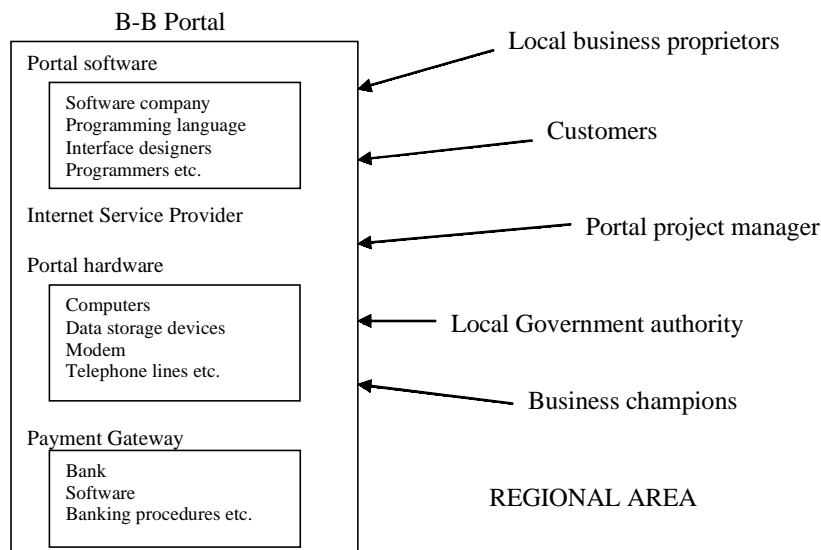 B-B Portal
Portal software
Software company
Programming language
Interface designers
Programmers etc.
Internet Service Provider
Portal hardware
Computers
Data storage devices
Modem
Telephone lines etc.
Payment Gateway
Bank
Software
Banking procedures etc.
Local business proprietors
Customers
Portal project manager
Local Government authority
Business champions
REGIONAL AREA